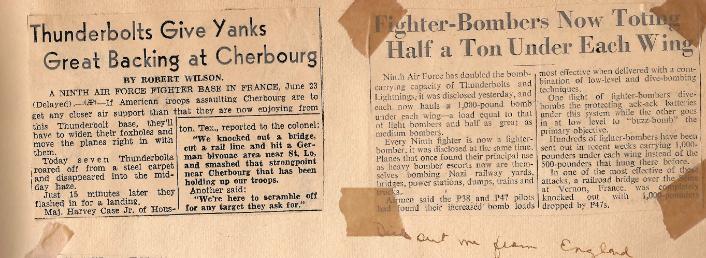 Thunderbolts Give Yanks
Great Backing at Cherbourg
BY ROBERT WILSON.
A NINTH AIR FORCE FIGHTER BASE IN FRANCE, June 23
(Delayed).—(AP)—If American troops assaulting Cherbourg are to
get any closer air support than that they are now enjoying from
this Thunderbolt base, they'll
have to widen their foxholes and
move the planes right in with
them.
Today seven Thunderbolts
roared off from a steel carpet
and disappeared into the mid-
day haze.
Just 15 minutes later they
flashed in for a landing.
Maj. Harvey Case Jr. of Hous-
ton, Tex., reported to the colonel:
"We knocked out a bridge,
cut a rail line and hit a Ger-
man bivouac area near St. Lo,
and smashed that strongpoint
near Cherbourg that has been
holding up our troops.
Another said:
"We're here to scramble off
for any target they ask for."
Fighter-Bombers Now Toting
Half a Ton Under Each Wing
Ninth Air Force has doubled the bomb-
carrying capacity of Thunderbolts and
Lightnings, it was disclosed yesterday, and
each now hauls a 1,000-pound bomb
under each wing—a load equal to that
of light bombers and half as great as
medium bombers.
Every Ninth fighter is now a fighter-
bomber, it was disclosed at the same time.
Planes that once found their principal use
as heavy bomber escorts now are them-
selves bombing Nazi railway yards,
bridges, power stations, dumps, trains and
trucks.
Airmen said the P38 and P47 pilots
had found their increased bomb loads
most effective when delivered with a com-
bination of low-level and dive-bombing
techniques.
One flight of fighter-bombers dive-
bombs the protecting ack-ack batteries
under this system while the other goes
in at low level to "buzz-bomb" the
primary objective.
Hundreds of fighter-bombers have been
sent out in recent weeks carrying 1,000-
pounders under each wing instead of the
500-pounders that hung there before.
In one of the most effective of those
attacks, a railroad bridge over the Seine
at Vernon, France, was completely
knocked out with 1,000-pounders
dropped by P47s.
out me from England